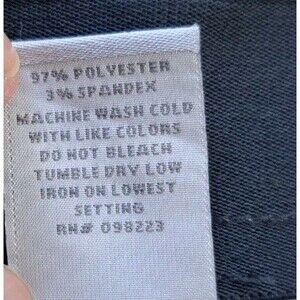 97% POLYESTER
3% SPANDEX
MACHINE WASH COLD
WITH LIKE COLORS
DO NOT BLEACH
TUMBLE DRY LOW
IRON ON LOWEST
SETTING
RN# 098223